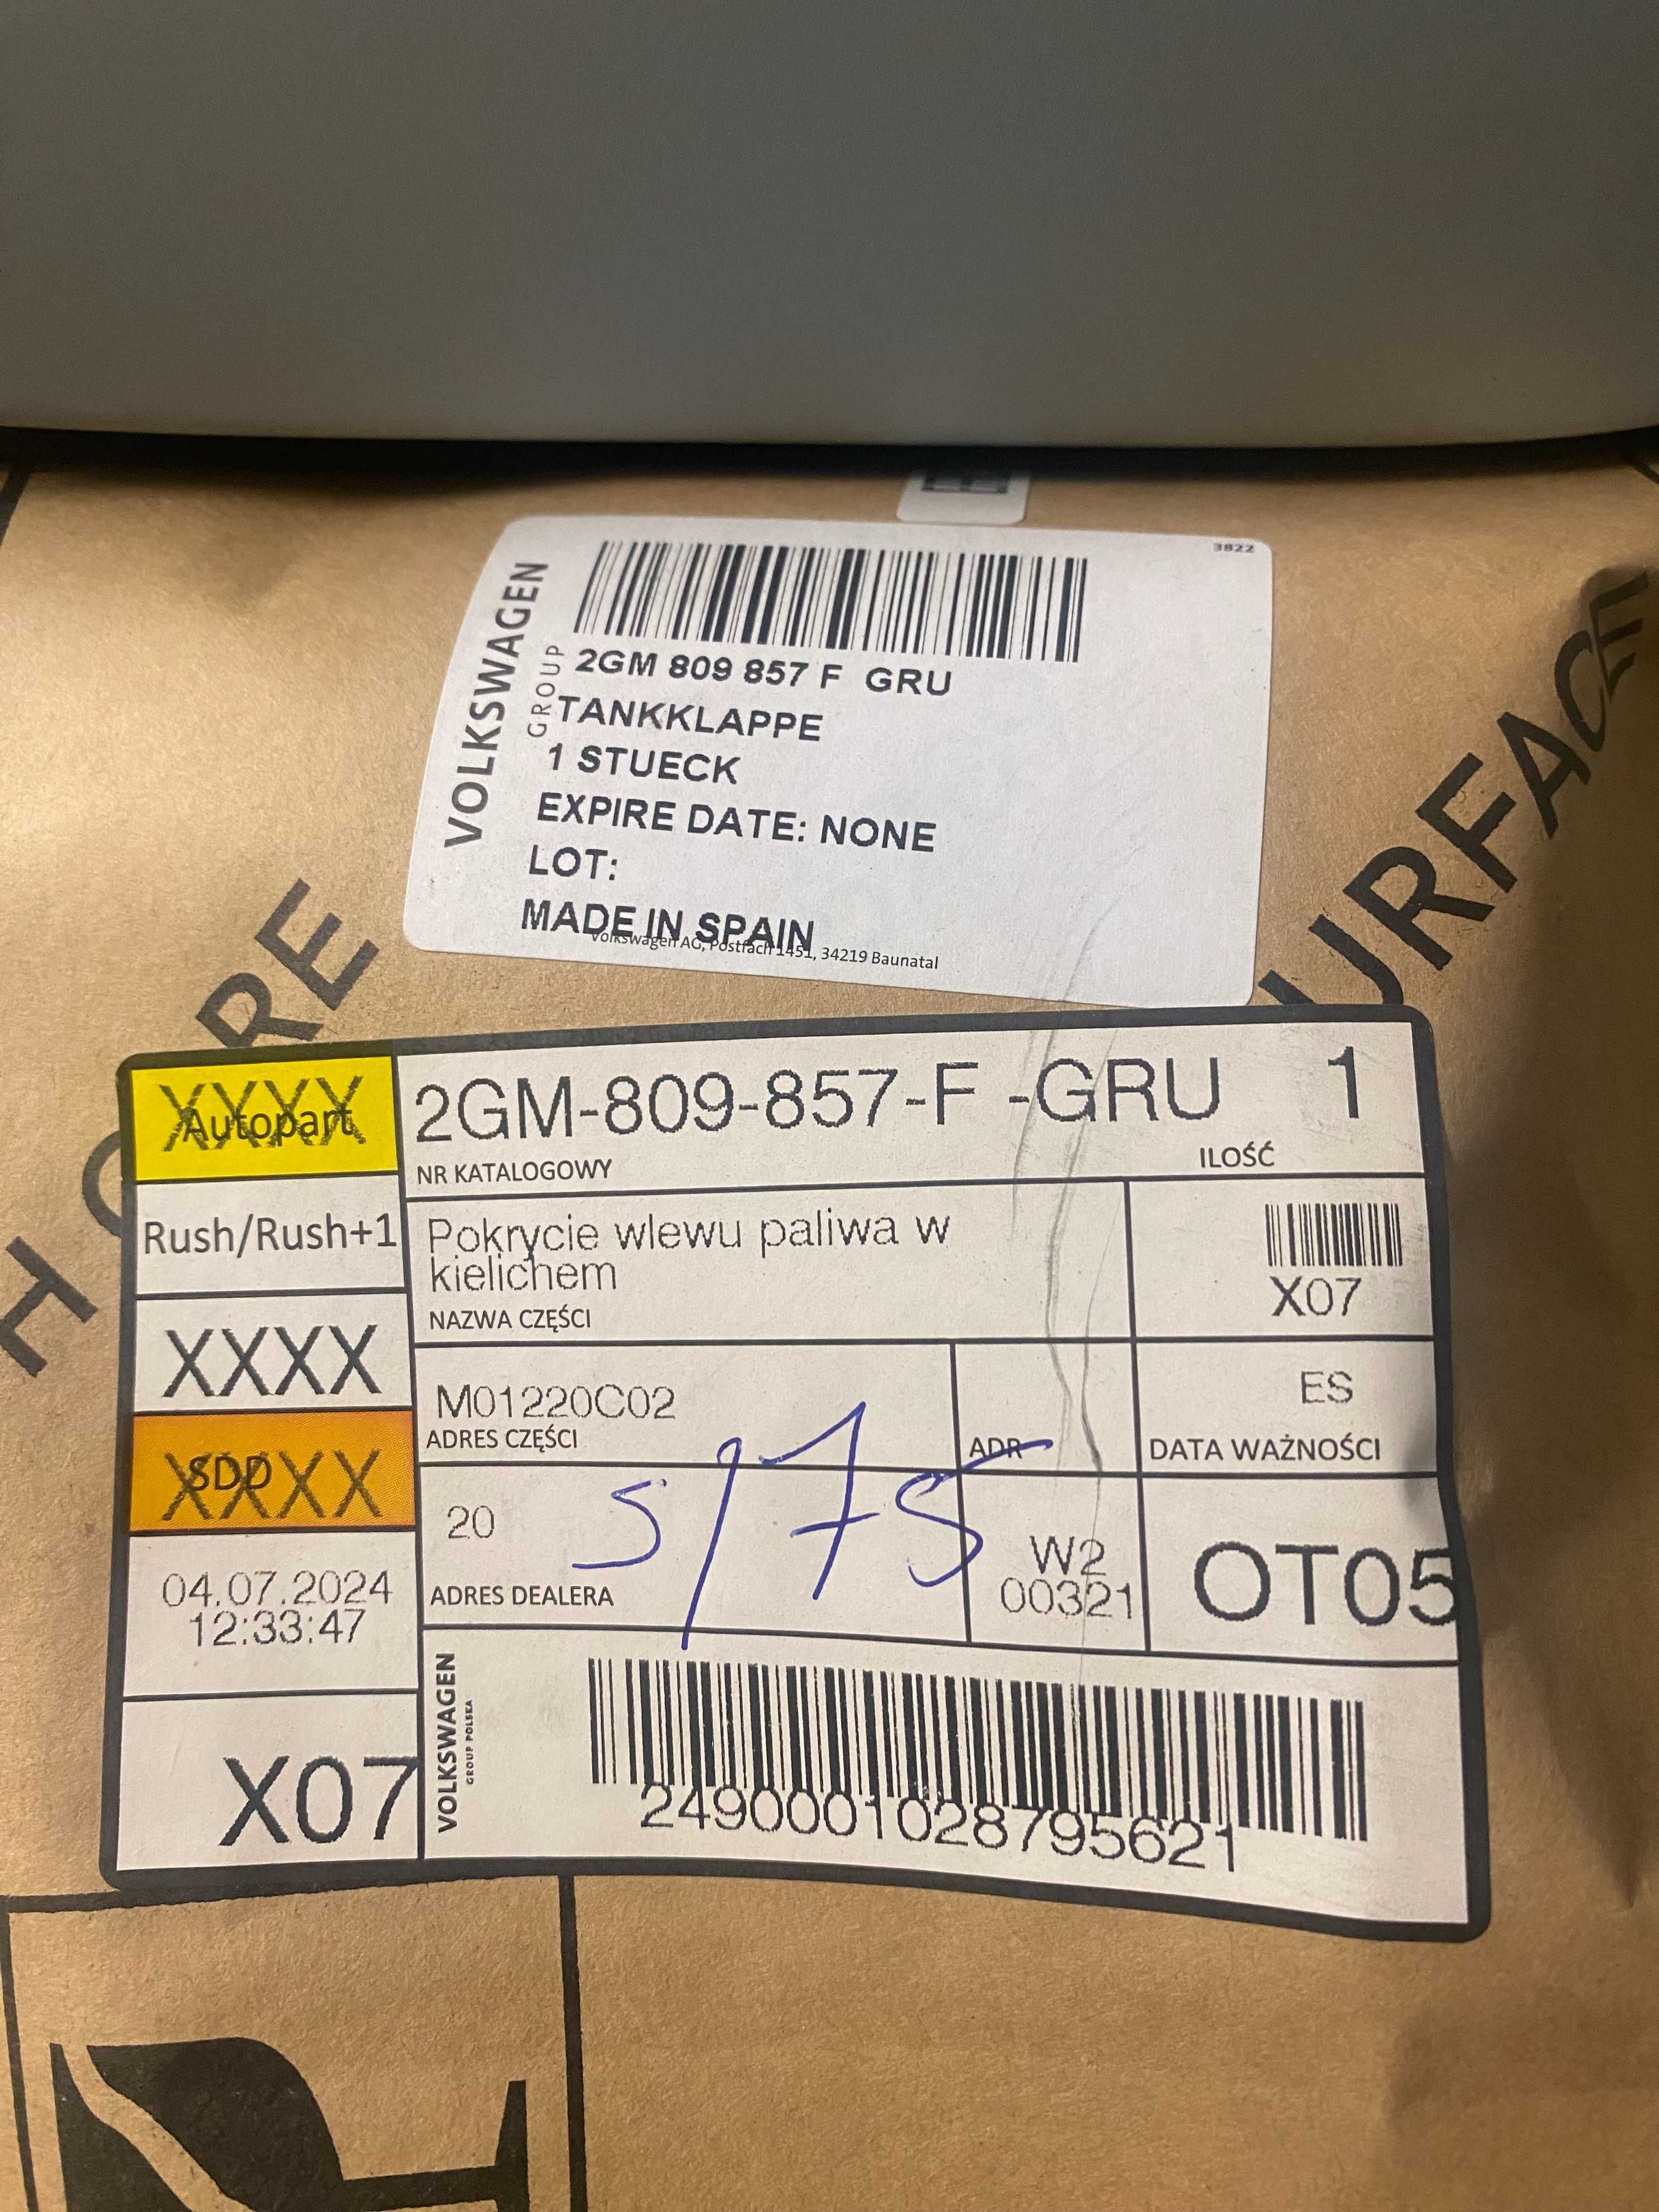 3822
VOLKSWAGEN
GROUP
2GM 809 857 F GRU
TANKKLAPPE
1 STUECK
EXPIRE DATE: NONE
LOT:
MADE IN SPAIN
Volkswagen AG, Postfach 1451, 34219 Baunatal
URFACE
RE
H
XXXX
Autopart
2GM-809-857-F -GRU 1
NR KATALOGOWY ILOŚĆ
Rush/Rush+1
Pokrycie wlewu paliwa w
kielichem
NAZWA CZĘŚCI
X07
XXXX
M01220C02
ADRES CZĘŚCI
ADR
ES
DATA WAŻNOŚCI
XXXX
SDD
20
5/75
ADRES DEALERA
W2
00321
OT05
04.07.2024
12:33:47
X07
VOLKSWAGEN
GROUP POLSKA
2490001028795621